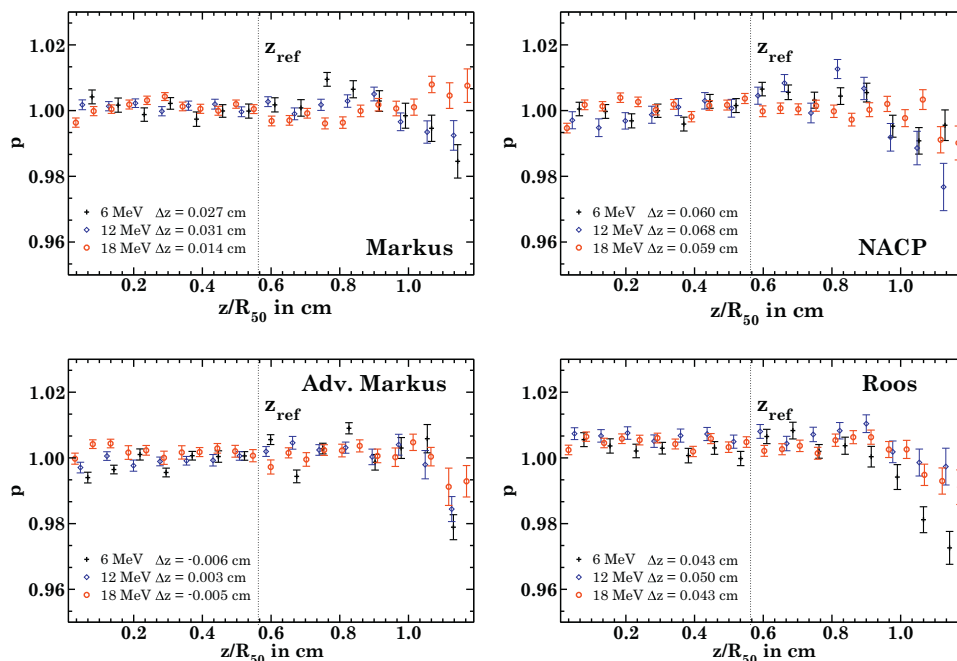 1.02
1.00
0.98
0.96
p
z_ref
6 MeV Δz = 0.027 cm
12 MeV Δz = 0.031 cm
18 MeV Δz = 0.014 cm
Markus
0.2 0.4 0.6 0.8 1.0
z/R_50 in cm
1.02
1.00
0.98
0.96
p
z_ref
6 MeV Δz = 0.060 cm
12 MeV Δz = 0.068 cm
18 MeV Δz = 0.059 cm
NACP
0.2 0.4 0.6 0.8 1.0
z/R_50 in cm
1.02
1.00
0.98
0.96
p
Adv. Markus
z_ref
6 MeV Δz = -0.006 cm
12 MeV Δz = 0.003 cm
18 MeV Δz = -0.005 cm
0.2 0.4 0.6 0.8 1.0
z/R_50 in cm
1.02
1.00
0.98
0.96
p
Roos
z_ref
6 MeV Δz = 0.043 cm
12 MeV Δz = 0.050 cm
18 MeV Δz = 0.043 cm
0.2 0.4 0.6 0.8 1.0
z/R_50 in cm